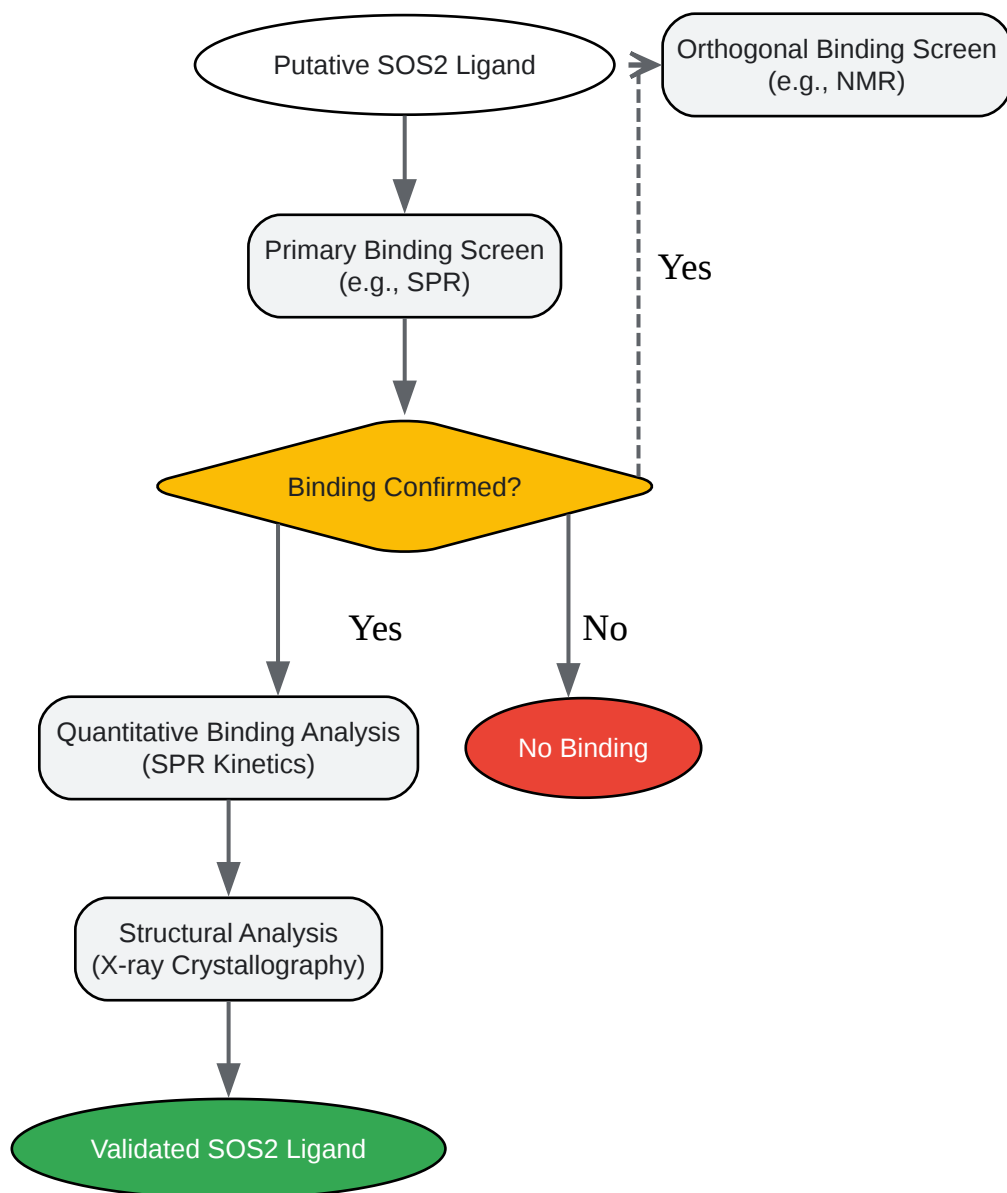 Putative SOS2 Ligand
Orthogonal Binding Screen
(e.g., NMR)
Primary Binding Screen
(e.g., SPR)
Yes
Binding Confirmed?
Yes
No
Quantitative Binding Analysis
(SPR Kinetics)
No Binding
Structural Analysis
(X-ray Crystallography)
Validated SOS2 Ligand